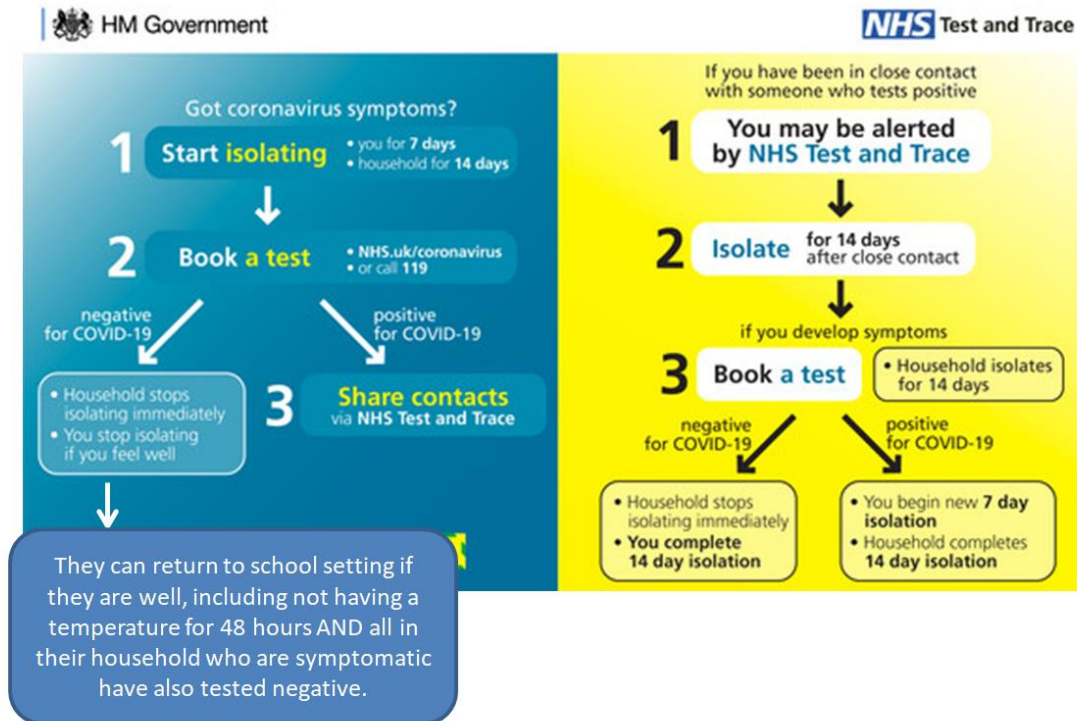 HM Government
NHS Test and Trace
Got coronavirus symptoms?
1 Start isolating
• you for 7 days
• household for 14 days
2 Book a test
• NHS.uk/coronavirus
• or call 119
negative
for COVID-19
positive
for COVID-19
• Household stops
isolating immediately
• You stop isolating
if you feel well
3 Share contacts
via NHS Test and Trace
They can return to school setting if
they are well, including not having a
temperature for 48 hours AND all in
their household who are symptomatic
have also tested negative.
If you have been in close contact
with someone who tests positive
1 You may be alerted
by NHS Test and Trace
2 Isolate
for 14 days
after close contact
if you develop symptoms
3 Book a test
• Household isolates
for 14 days
negative
for COVID-19
positive
for COVID-19
• Household stops
isolating immediately
• You complete
14 day isolation
• You begin new 7 day
isolation
• Household completes
14 day isolation